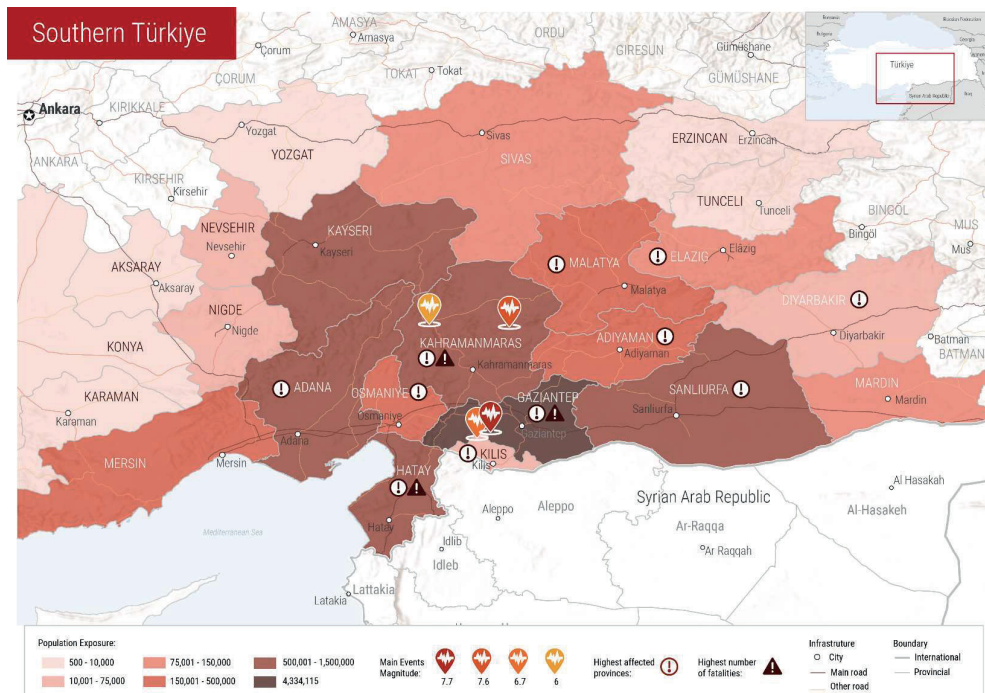 Southern Türkiye
AMASYA
Amasya
ORDU
GIRESUN
Gümüshane
GÜMÜSHANE
Çorum
ÇORUM
TOKAT
Tokat
Türkiye
Syrian Arab Republic
Ankara
KIRIKKALE
Yozgat
YOZGAT
Sivas
SIVAS
ERZINCAN
Erzincan
ANKARA
KIRSEHIR
Kirsehir
TUNCELI
Tunceli
BINGÖL
Bingöl
MUS
Mus
NEVSEHIR
Nevsehir
KAYSERI
Kayseri
AKSARAY
Aksaray
MALATYA
Malatya
ELAZIG
Elâzig
DIYARBAKIR
Diyarbakir
Batman
BATMAN
NIGDE
Nigde
KONYA
KAHRAMANMARAS
Kahramanmaras
ADIYAMAN
Adiyaman
KARAMAN
Karaman
ADANA
Adana
OSMANIYE
Osmaniye
GAZIANTEP
Gaziantep
SANLIURFA
Sanliurfa
MARDIN
Mardin
MERSIN
Mersin
KILIS
Kilis
HATAY
Hatay
Mediterranean Sea
Aleppo
Aleppo
Syrian Arab Republic
Al Hasakah
Al-Hasakeh
Ar-Raqqa
Ar Raqqah
Idlib
Idleb
Lattakia
Latakia
Population Exposure:
500 - 10,000
10,001 - 75,000
75,001 - 150,000
150,001 - 500,000
500,001 - 1,500,000
4,334,115
Main Events
Magnitude:
7.7
7.6
6.7
6
Highest affected
provinces:
Highest number
of fatalities:
Infrastruture
City
Main road
Other road
Boundary
International
Provincial